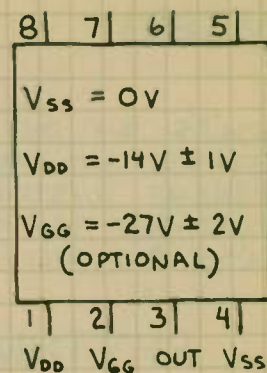 8 7 6 5
Vss = 0V
VDD = -14V ± 1V
VGG = -27V ± 2V
(OPTIONAL)
1 2 3 4
VDD VGG OUT VSS